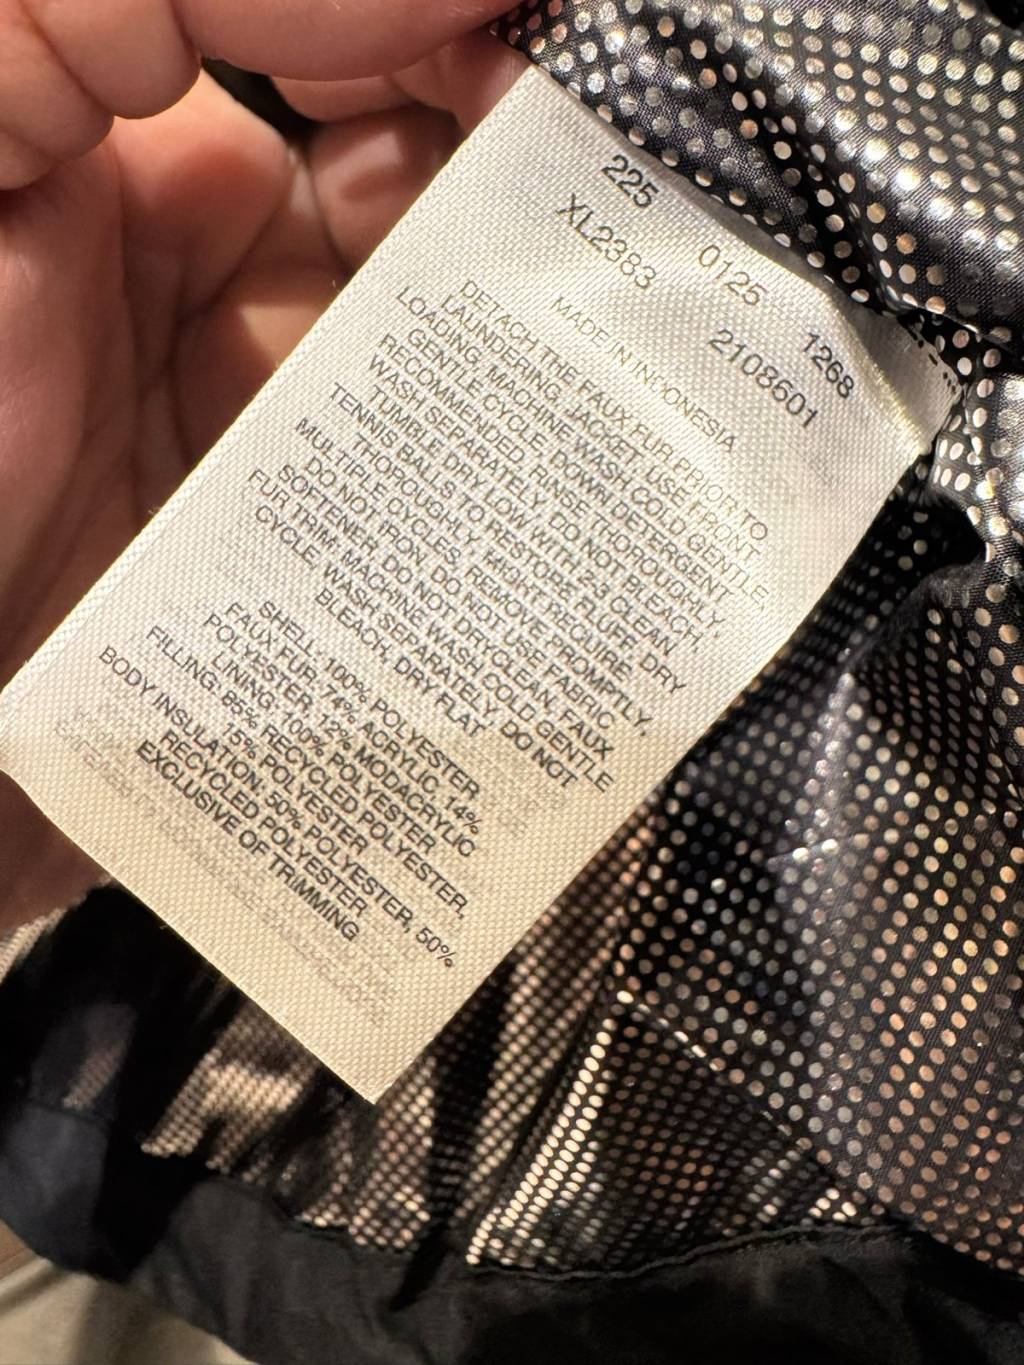 225 0125 1268
XL2383 2108601
MADE IN INDONESIA
DETACH THE FAUX FUR PRIOR TO
LAUNDERING. JACKET: USE FRONT
LOADING, MACHINE WASH COLD GENTLE,
GENTLE CYCLE. DOWN DETERGENT
RECOMMENDED. RINSE THOROUGHLY.
WASH SEPARATELY. DO NOT BLEACH.
TUMBLE DRY LOW WITH 2-3 CLEAN
TENNIS BALLS TO RESTORE FLUFF. DRY
THOROUGHLY, MIGHT REQUIRE
MULTIPLE CYCLES. REMOVE PROMPTLY,
DO NOT IRON. DO NOT USE FABRIC
SOFTENER. DO NOT DRYCLEAN. FAUX
FUR TRIM: MACHINE WASH COLD GENTLE
CYCLE. WASH SEPARATELY. DO NOT
BLEACH, DRY FLAT
SHELL: 100% POLYESTER
FAUX FUR: 74% ACRYLIC, 14%
POLYESTER, 12% MODACRYLIC
LINING: 100% POLYESTER
FILLING: 85% RECYCLED POLYESTER,
15% POLYESTER
BODY INSULATION: 50% POLYESTER, 50%
RECYCLED POLYESTER
EXCLUSIVE OF TRIMMING